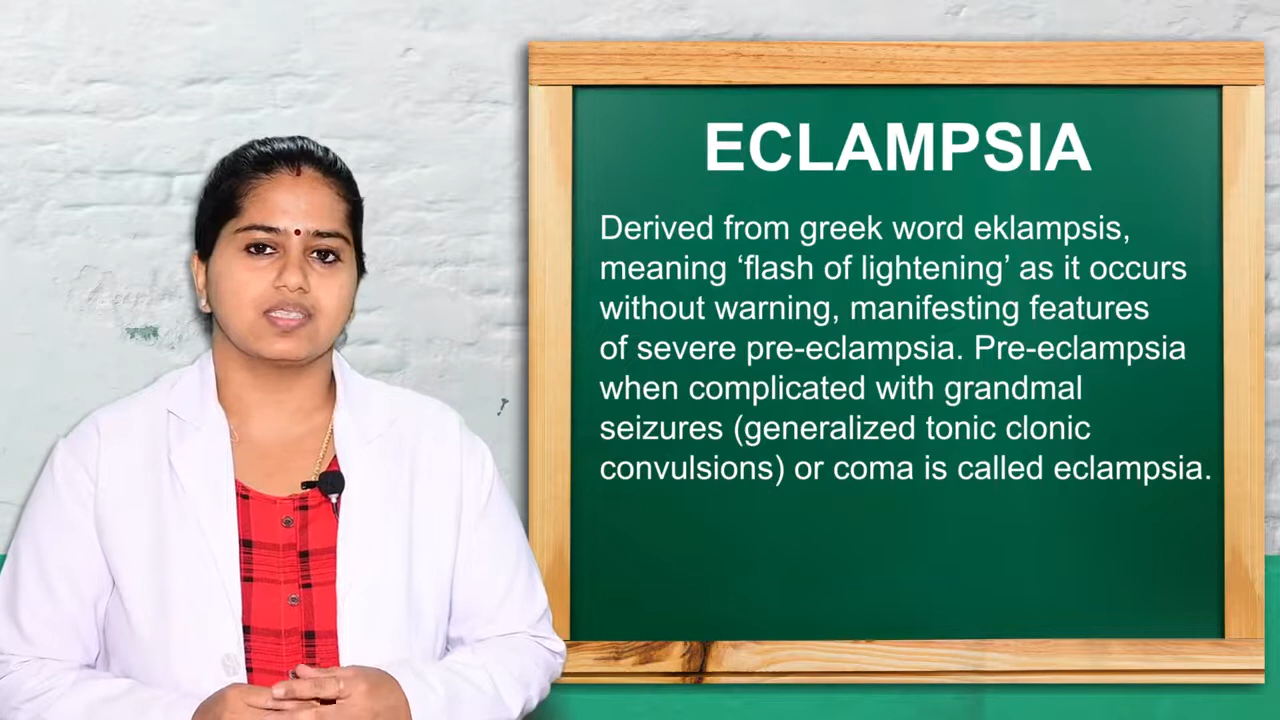 ECLAMPSIA
Derived from greek word eklampsis,
meaning ‘flash of lightening’ as it occurs
without warning, manifesting features
of severe pre-eclampsia. Pre-eclampsia
when complicated with grandmal
seizures (generalized tonic clonic
convulsions) or coma is called eclampsia.